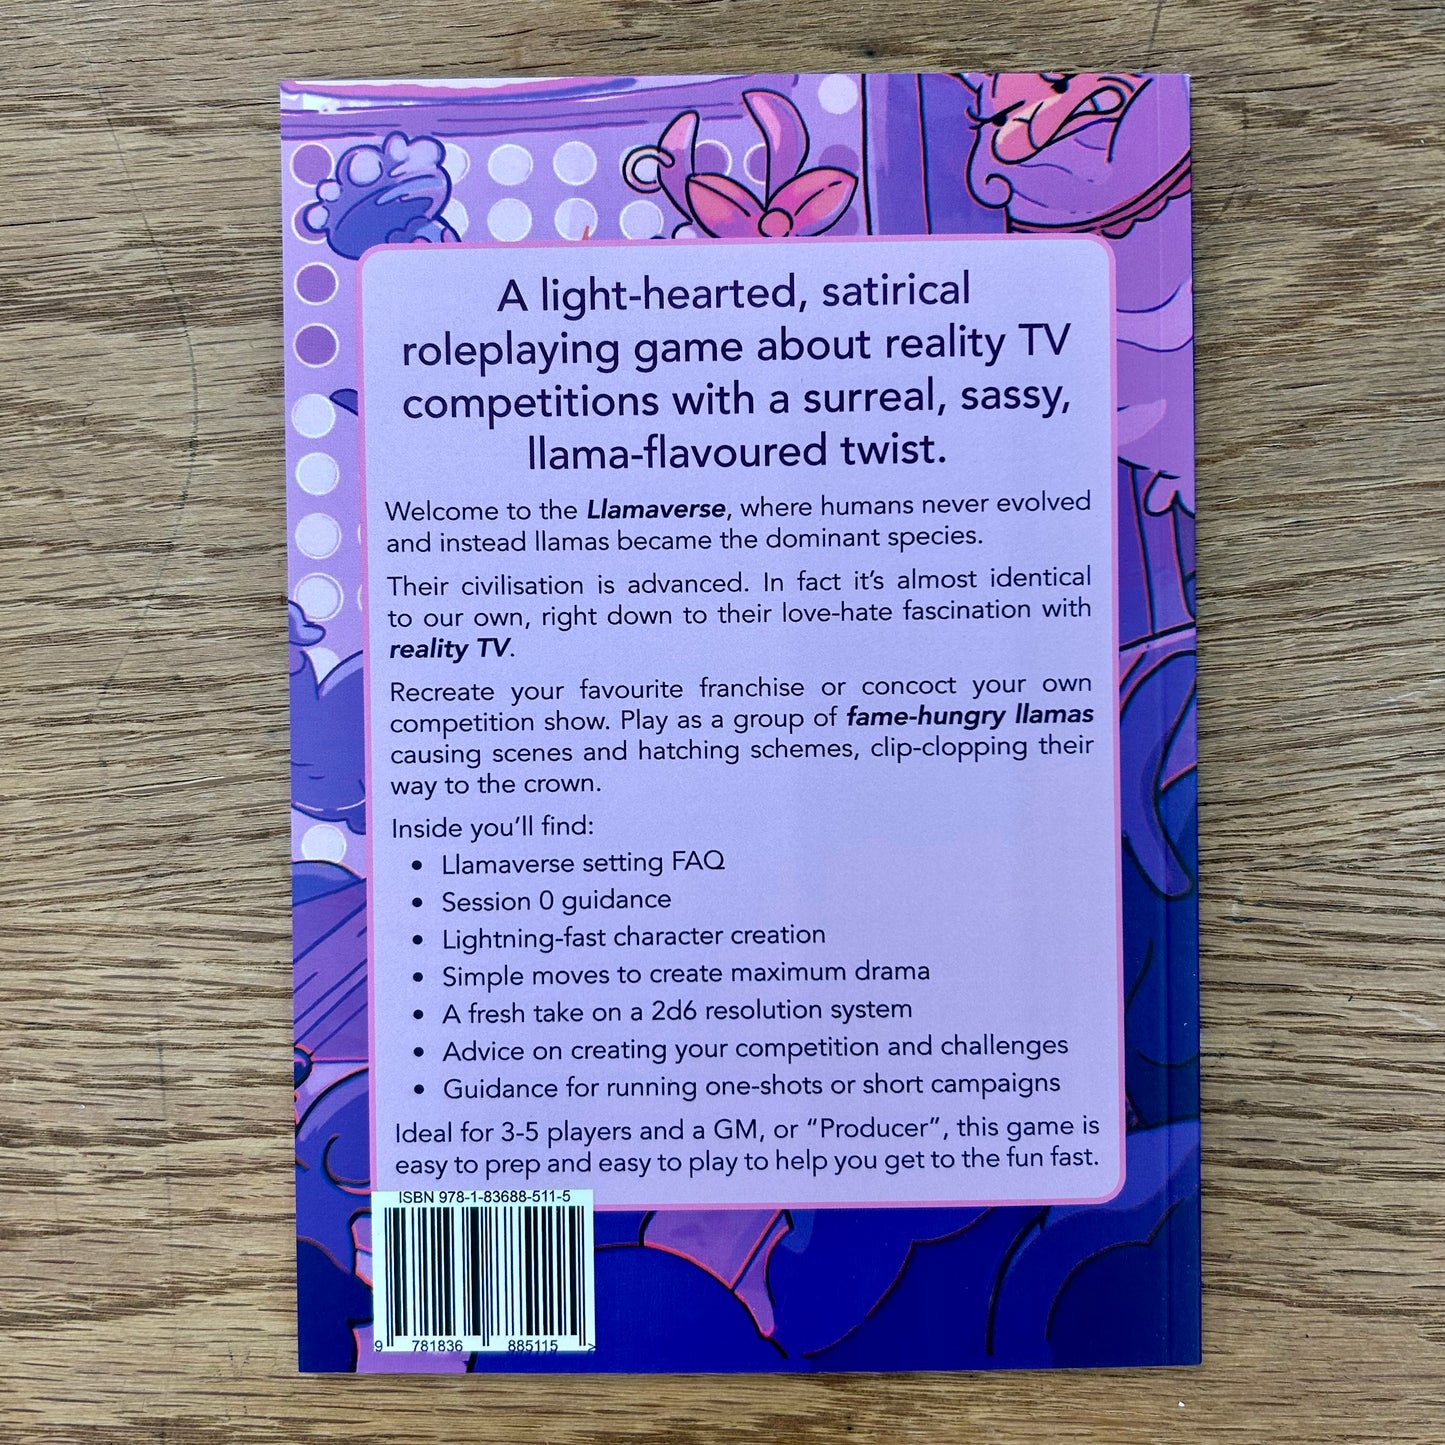 A light-hearted, satirical
roleplaying game about reality TV
competitions with a surreal, sassy,
llama-flavoured twist.
Welcome to the Llamaverse, where humans never evolved
and instead llamas became the dominant species.
Their civilisation is advanced. In fact it's almost identical
to our own, right down to their love-hate fascination with
reality TV.
Recreate your favourite franchise or concoct your own
competition show. Play as a group of fame-hungry llamas
causing scenes and hatching schemes, clip-clopping their
way to the crown.
Inside you'll find:
• Llamaverse setting FAQ
• Session 0 guidance
• Lightning-fast character creation
• Simple moves to create maximum drama
• A fresh take on a 2d6 resolution system
• Advice on creating your competition and challenges
• Guidance for running one-shots or short campaigns
Ideal for 3-5 players and a GM, or “Producer”, this game is
easy to prep and easy to play to help you get to the fun fast.
ISBN 978-1-83688-511-5
9 781836 885115 >